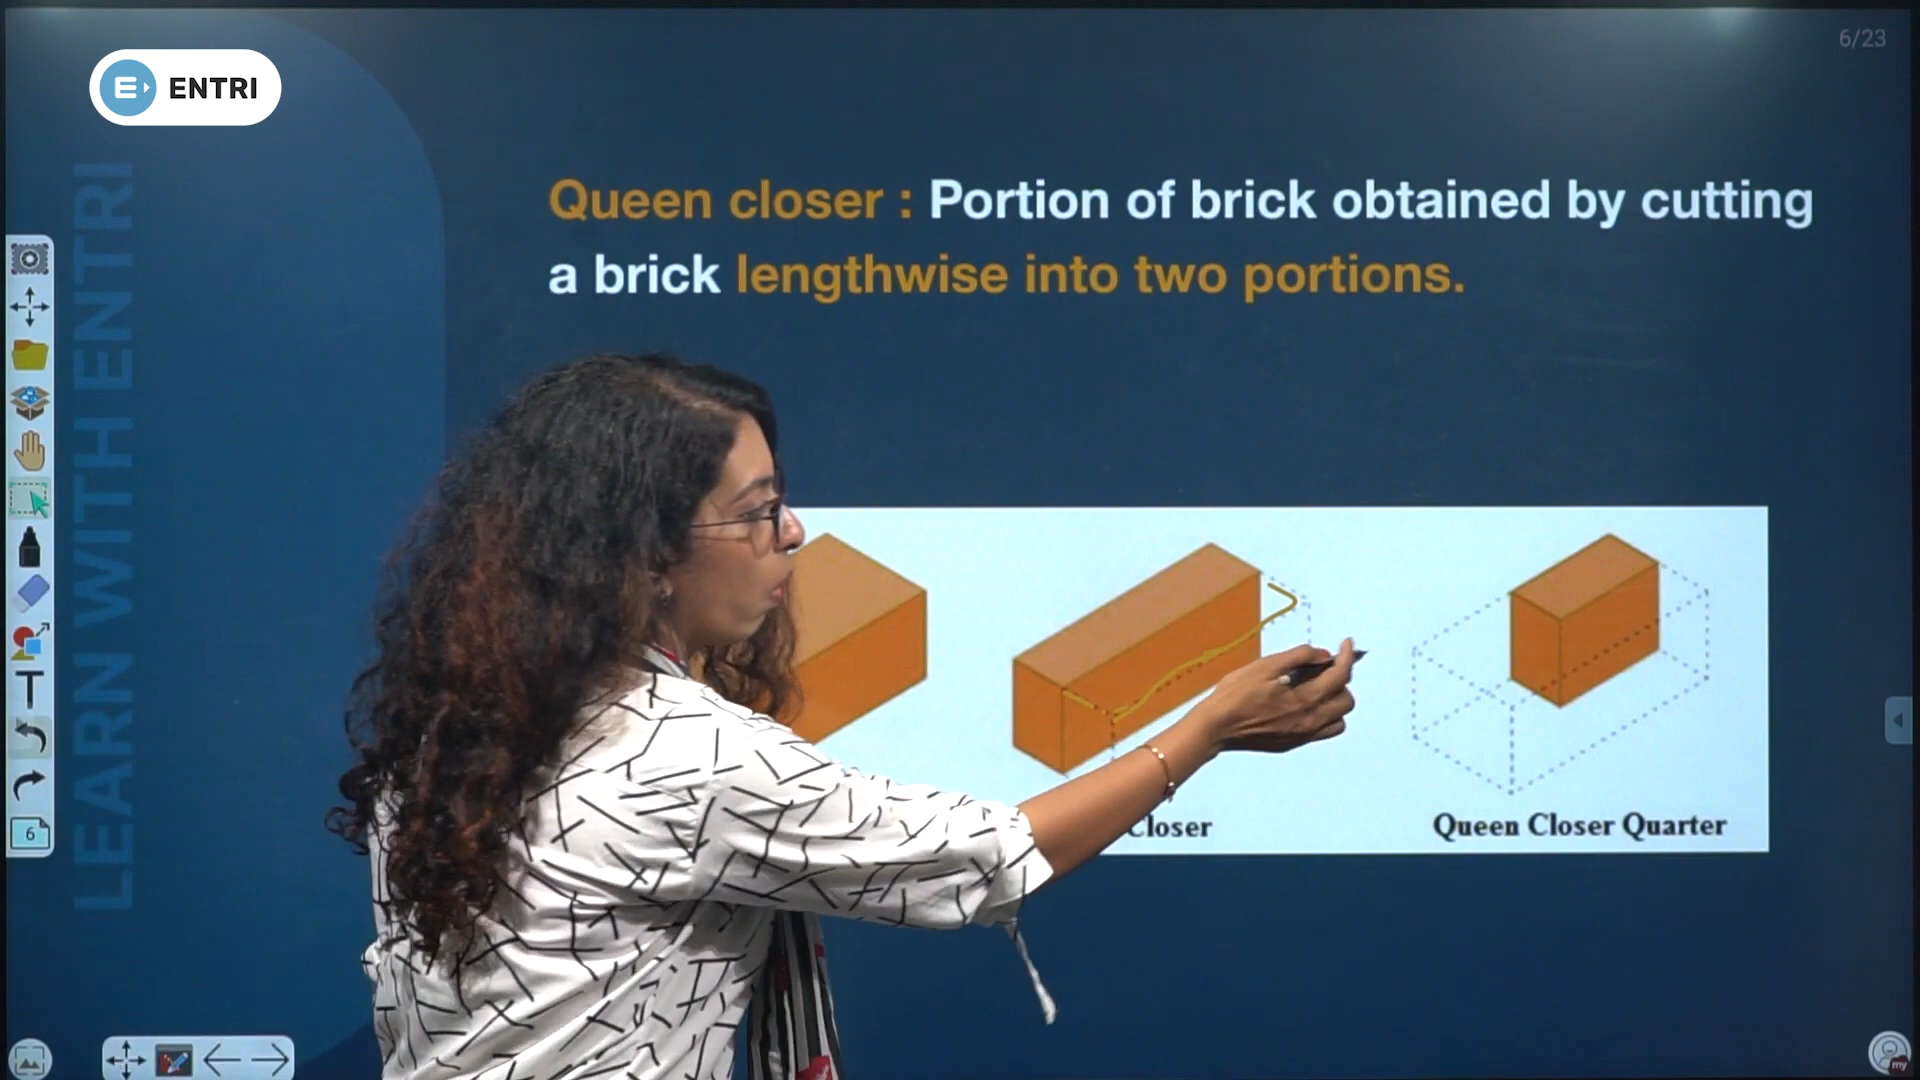 6/23
ENTRI
LEARN WITH ENTRI
Queen closer : Portion of brick obtained by cutting
a brick lengthwise into two portions.
Closer
Queen Closer Quarter
T
6
my